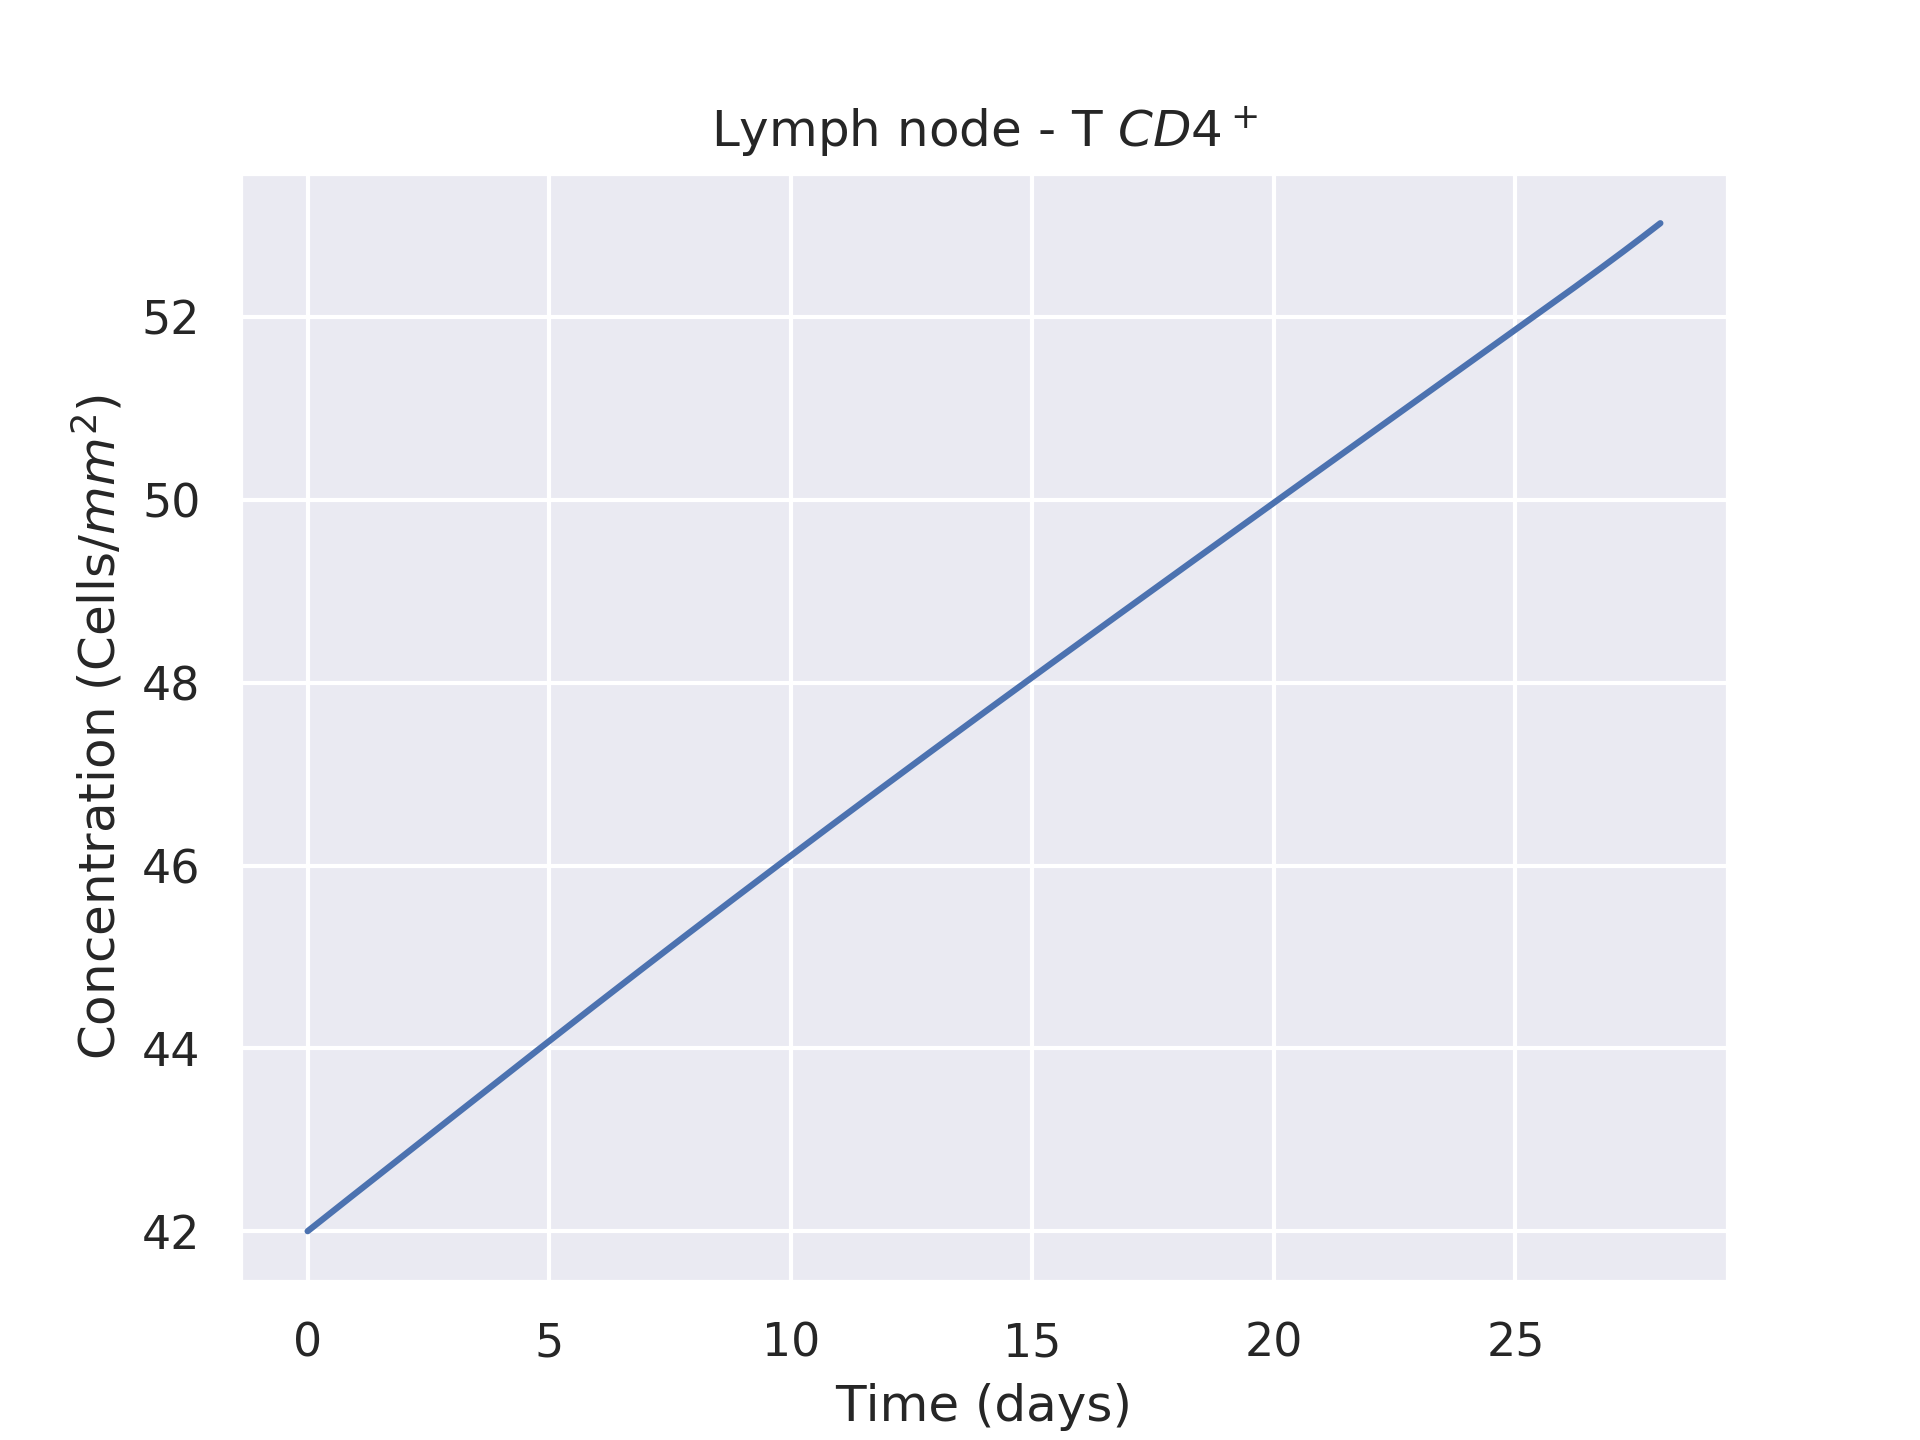 Lymph node - T CD4⁺
Concentration (Cells/mm²)
52
50
48
46
44
42
0 5 10 15 20 25
Time (days)